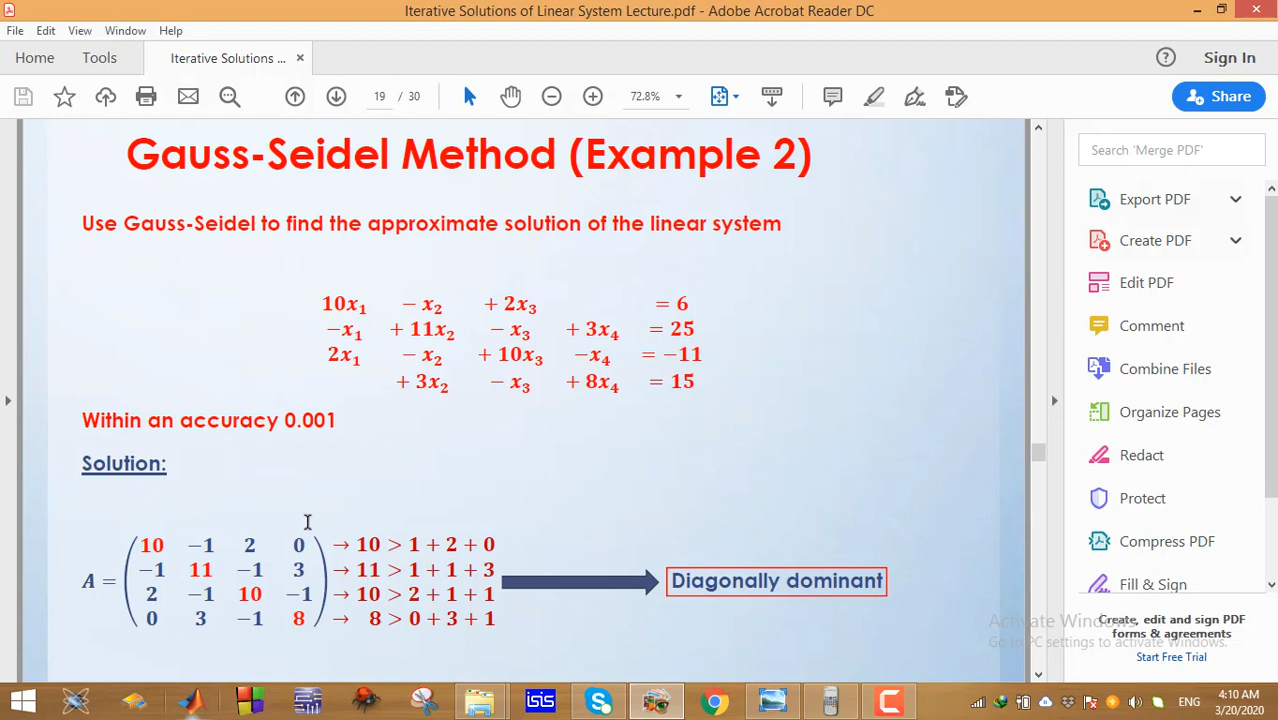 Iterative Solutions of Linear System Lecture.pdf - Adobe Acrobat Reader DC
File Edit View Window Help
Home Tools Iterative Solutions ... × Sign In
19 / 30 72.8% Share
Gauss-Seidel Method (Example 2)
Use Gauss-Seidel to find the approximate solution of the linear system
10x₁ − x₂ + 2x₃ = 6
−x₁ + 11x₂ − x₃ + 3x₄ = 25
2x₁ − x₂ + 10x₃ −x₄ = −11
+ 3x₂ − x₃ + 8x₄ = 15
Within an accuracy 0.001
Solution:
A = ( 10 −1 2 0 ) → 10 > 1 + 2 + 0
−1 11 −1 3 → 11 > 1 + 1 + 3
Diagonally dominant
2 −1 10 −1 → 10 > 2 + 1 + 1
0 3 −1 8 → 8 > 0 + 3 + 1
Search 'Merge PDF'
Export PDF
Create PDF
Edit PDF
Comment
Combine Files
Organize Pages
Redact
Protect
Compress PDF
Fill & Sign
Activate Windows
Go to PC settings to activate Windows.
Create, edit and sign PDF
forms & agreements
Start Free Trial
isis
ENG
4:10 AM
3/20/2020